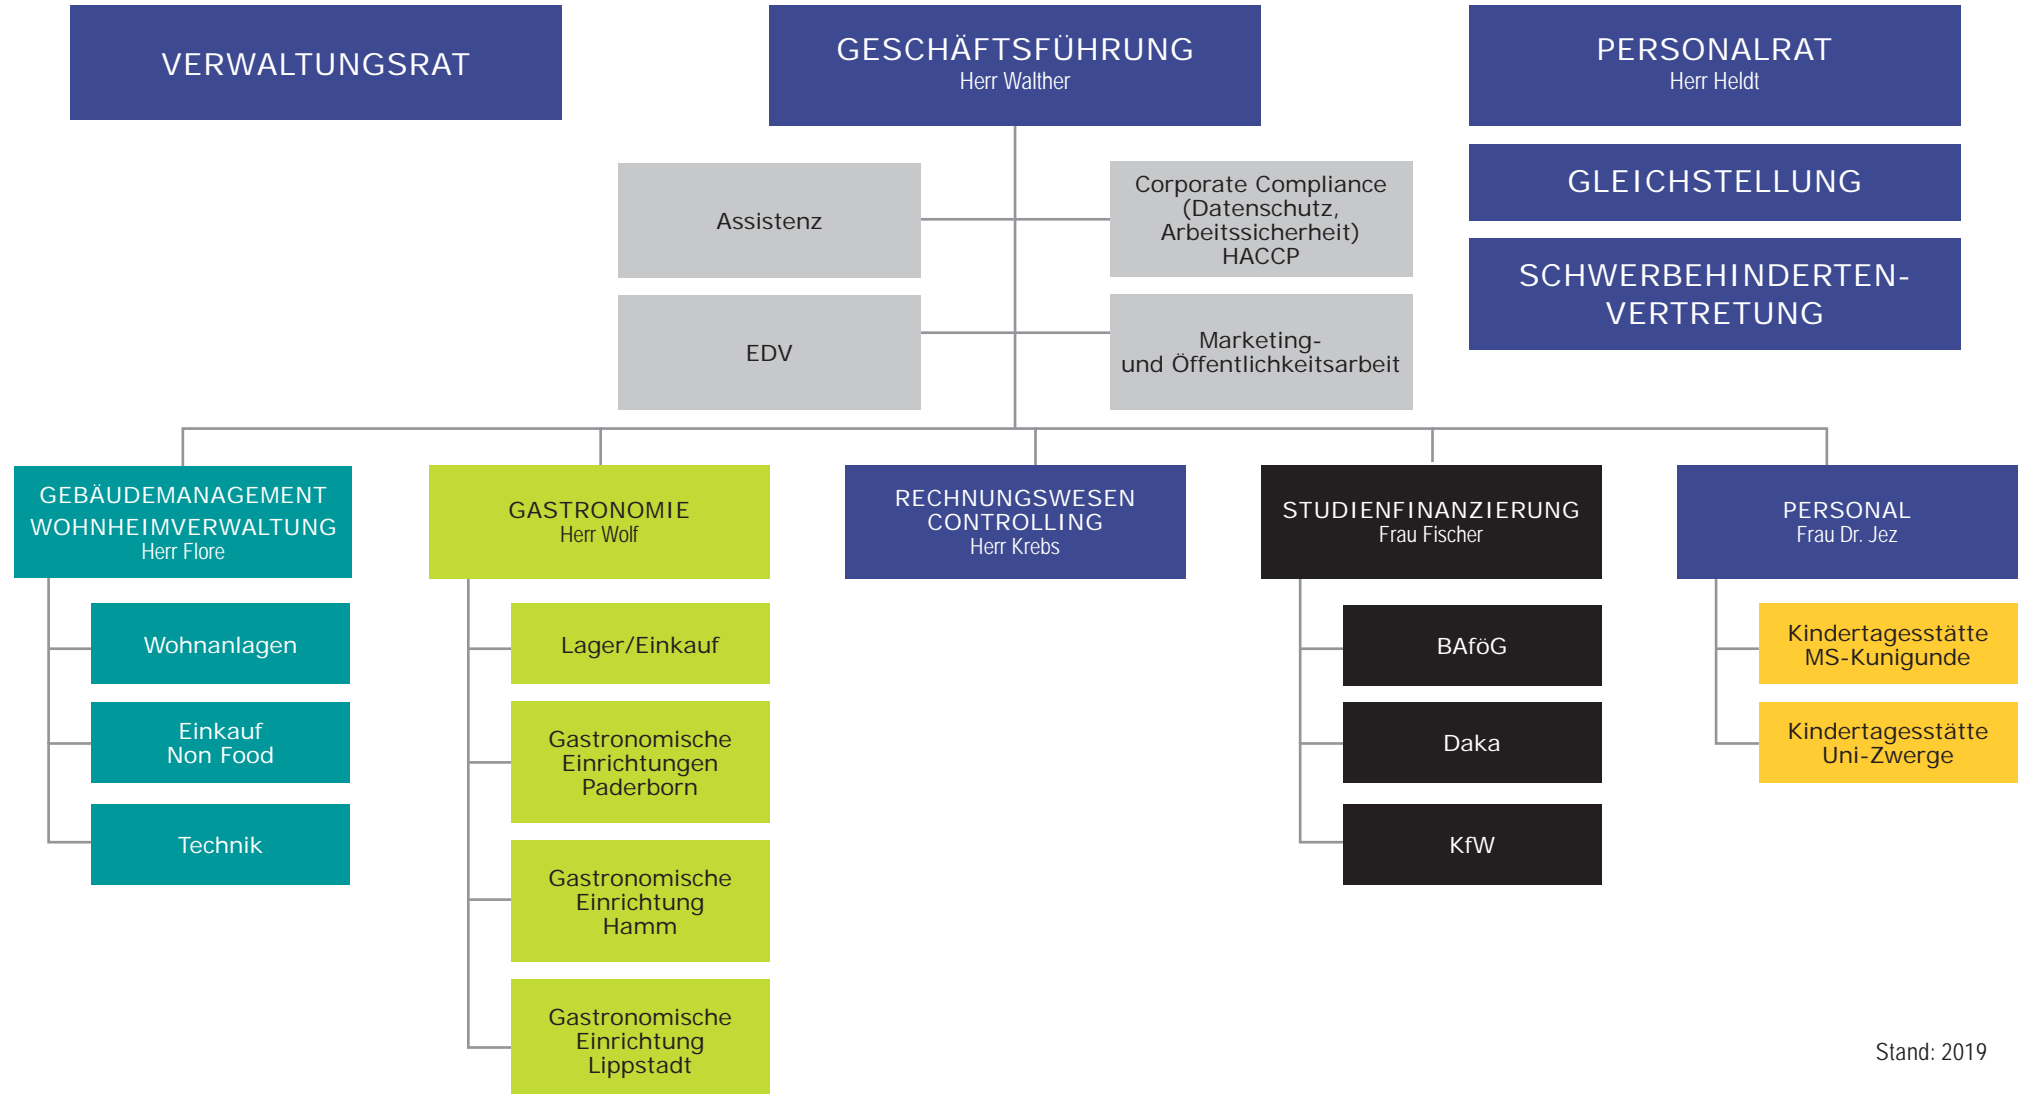 VERWALTUNGSRAT
GESCHÄFTSFÜHRUNG
Herr Walther
PERSONALRAT
Herr Heldt
GLEICHSTELLUNG
SCHWERBEHINDERTEN-
VERTRETUNG
Assistenz
Corporate Compliance
(Datenschutz,
Arbeitssicherheit)
HACCP
EDV
Marketing-
und Öffentlichkeitsarbeit
GEBÄUDEMANAGEMENT
WOHNHEIMVERWALTUNG
Herr Flore
GASTRONOMIE
Herr Wolf
RECHNUNGSWESEN
CONTROLLING
Herr Krebs
STUDIENFINANZIERUNG
Frau Fischer
PERSONAL
Frau Dr. Jez
Wohnanlagen
Einkauf
Non Food
Technik
Lager/Einkauf
Gastronomische
Einrichtungen
Paderborn
Gastronomische
Einrichtung
Hamm
Gastronomische
Einrichtung
Lippstadt
BAföG
Daka
KfW
Kindertagesstätte
MS-Kunigunde
Kindertagesstätte
Uni-Zwerge
Stand: 2019